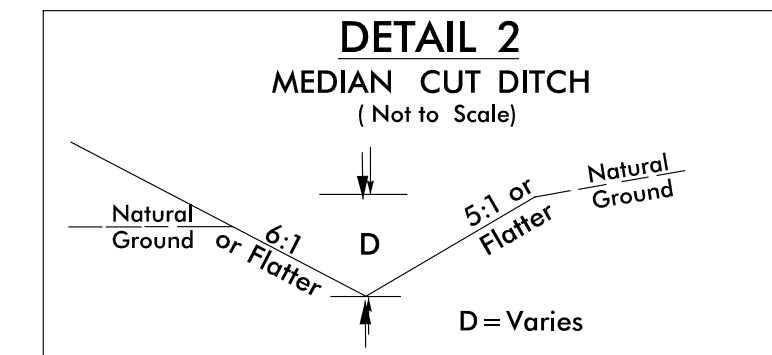 DETAIL 2
MEDIAN CUT DITCH
( Not to Scale)
Natural
Ground
6:1
or Flatter
D
5:1 or
Flatter
Natural
Ground
D = Varies